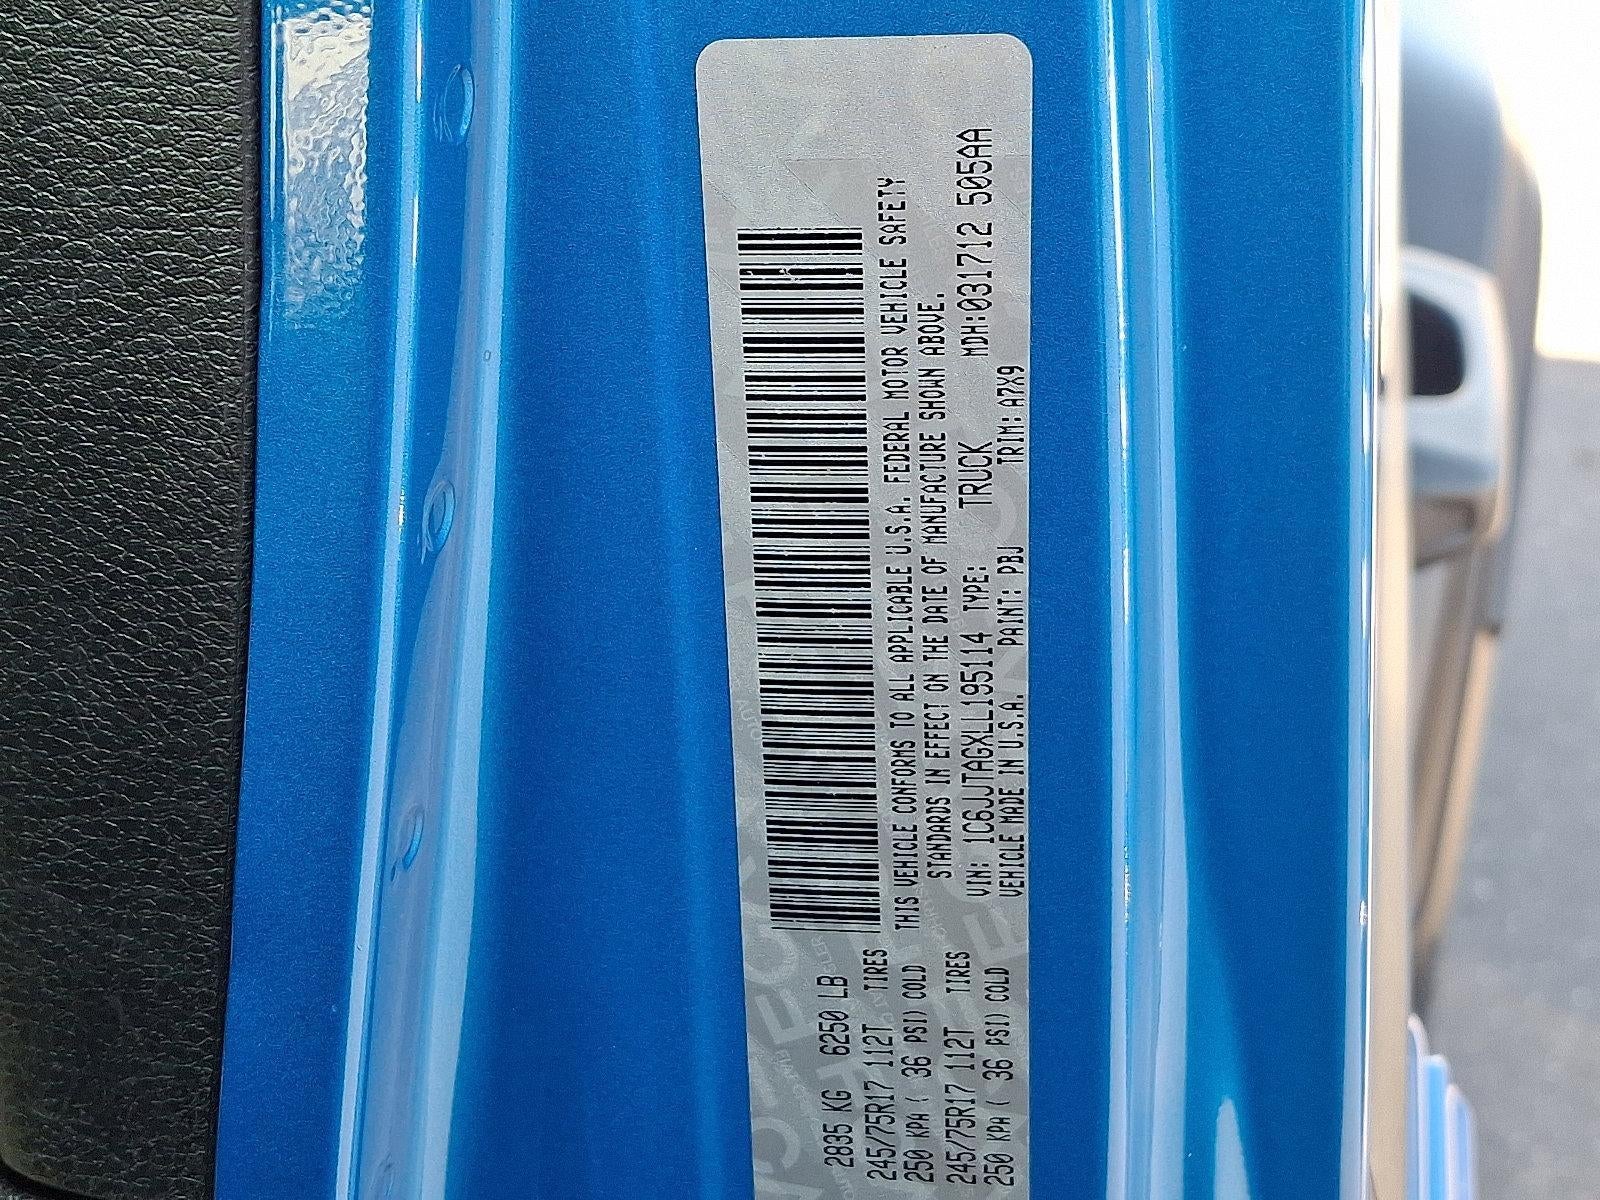 2835 KG 6250 LB
245/75R17 112T TIRES
250 KPA ( 36 PSI) COLD
245/75R17 112T TIRES
250 KPA ( 36 PSI) COLD
THIS VEHICLE CONFORMS TO ALL APPLICABLE U.S.A. FEDERAL MOTOR VEHICLE SAFETY
STANDARDS IN EFFECT ON THE DATE OF MANUFACTURE SHOWN ABOVE.
VIN: 1C6JJTAGXLL195114 TYPE: TRUCK MDH:031712 505AA
VEHICLE MADE IN U.S.A. PAINT: PBJ TRIM: A7X9